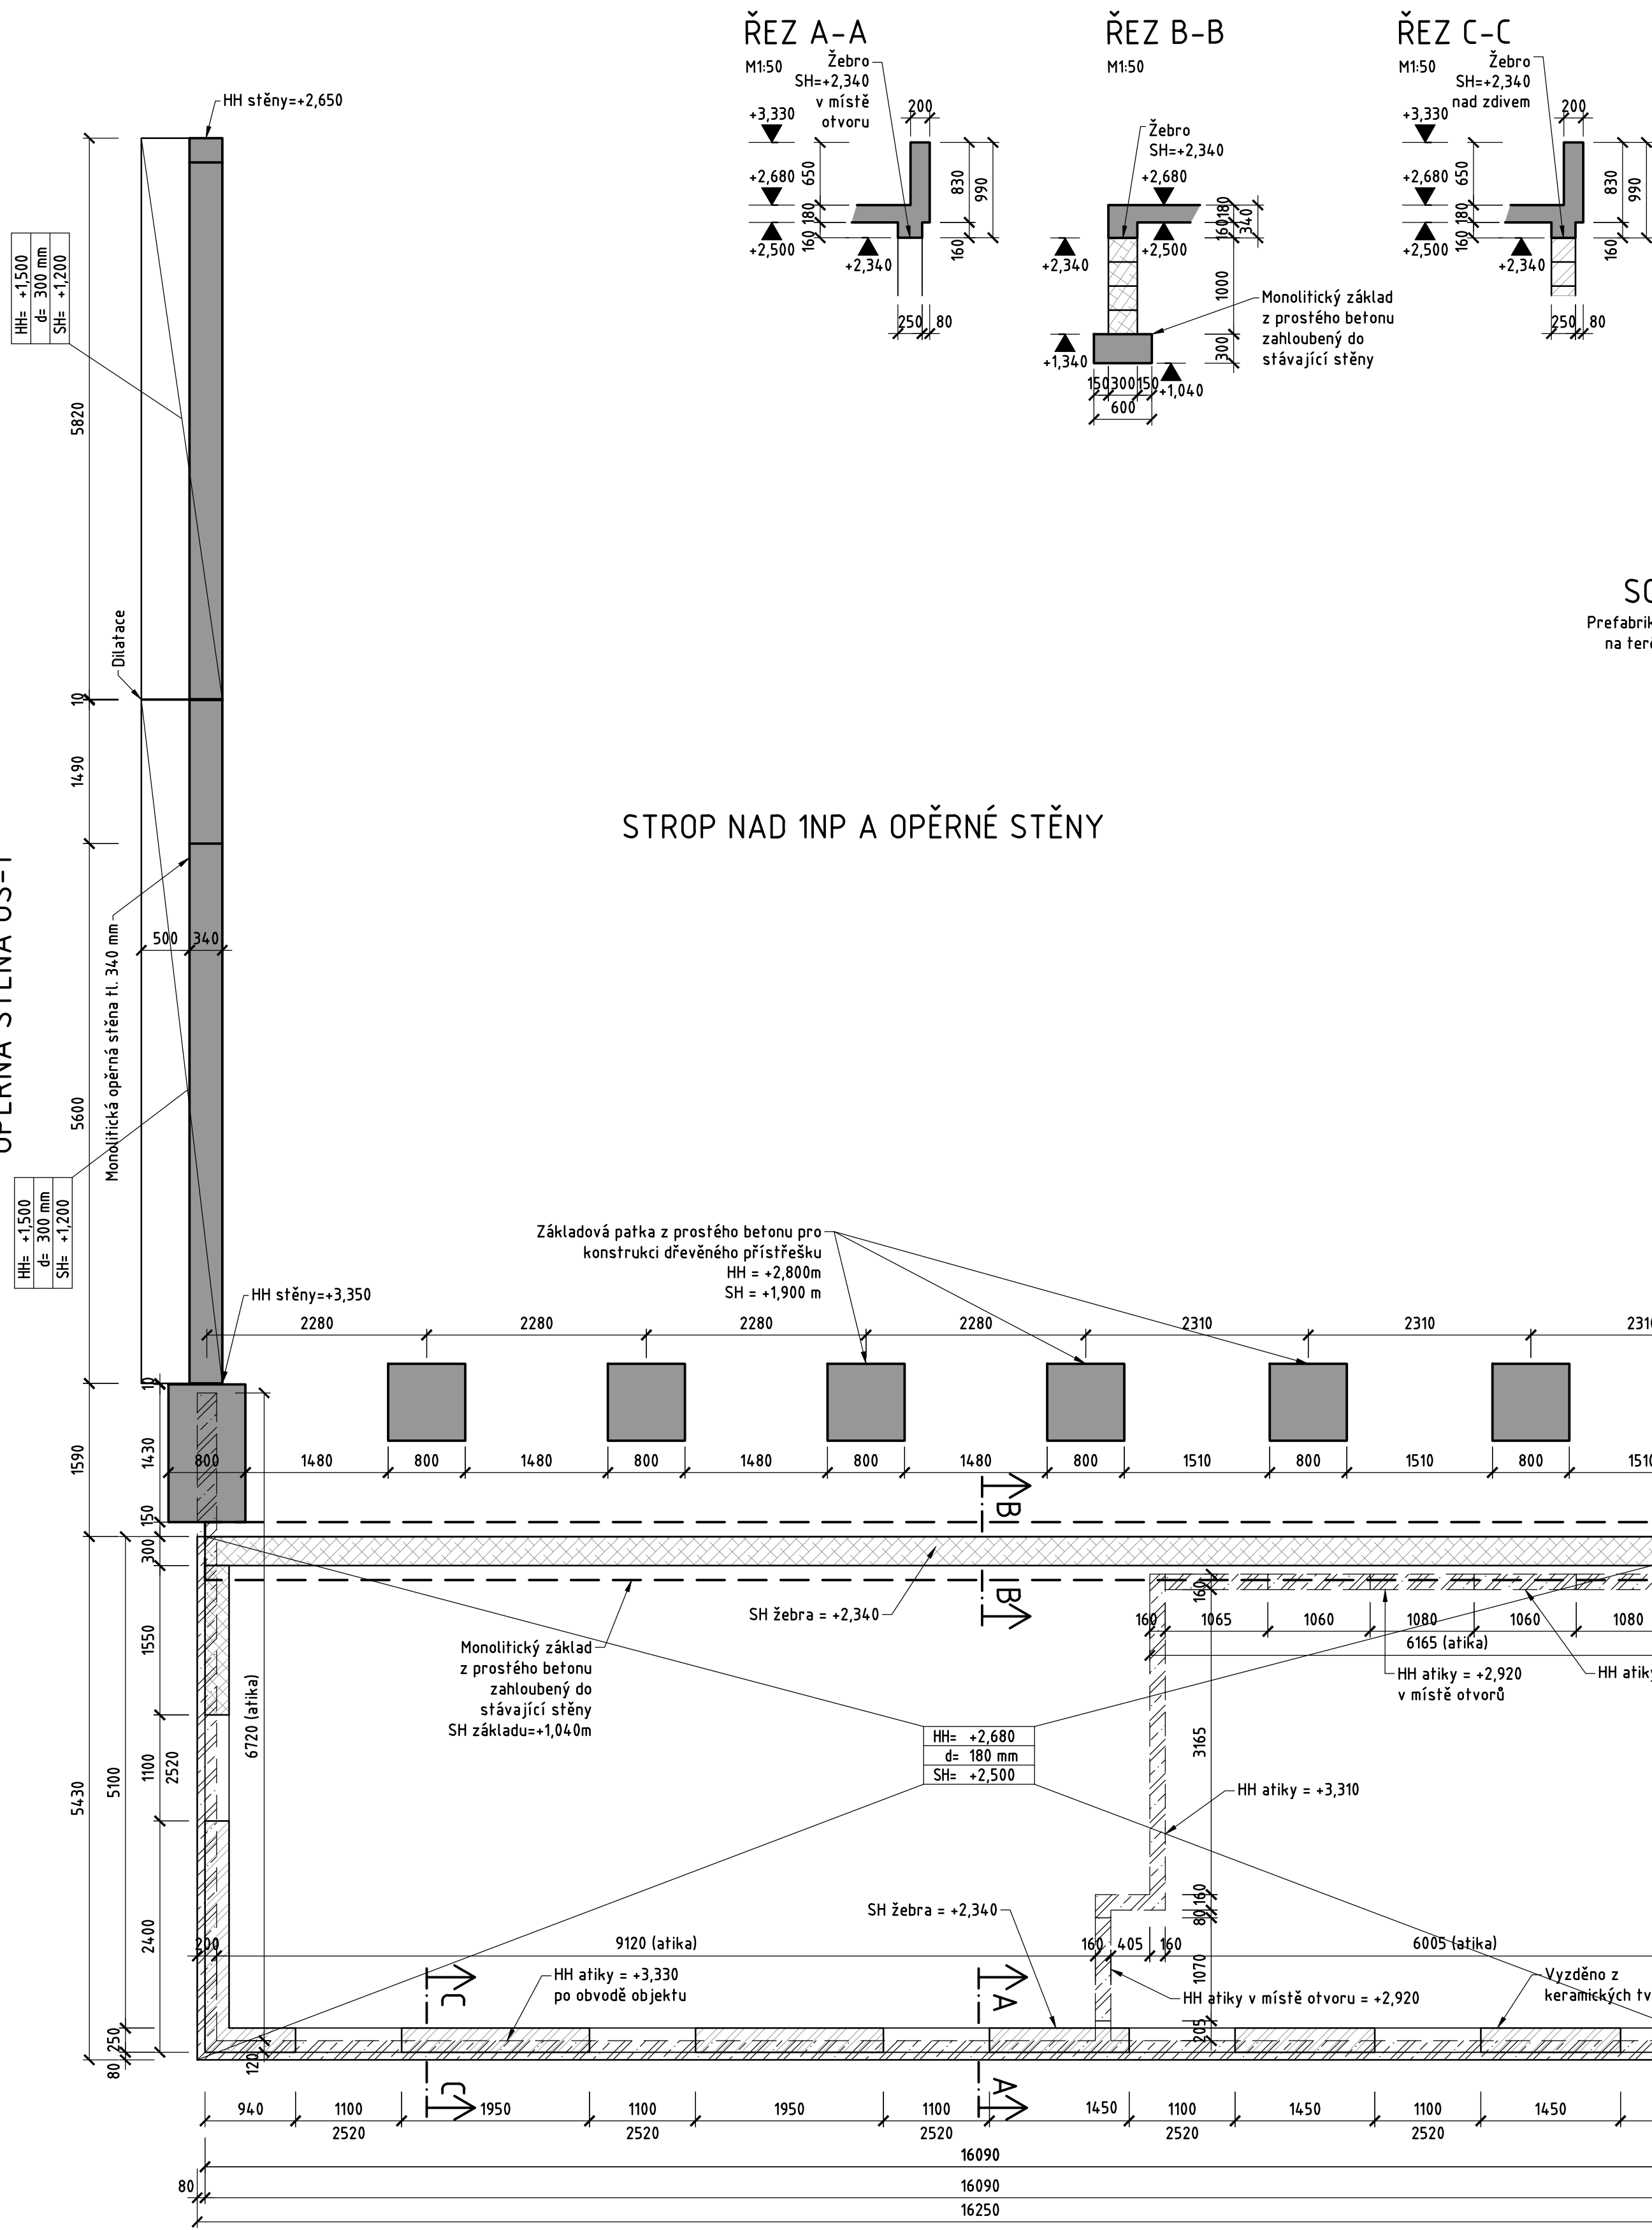 ŘEZ A-A
M1:50
Žebro
SH=+2,340
v místě
otvoru
+3,330
+2,680
+2,500
+2,340
650
180
160
200
830
990
160
250
80
ŘEZ B-B
M1:50
Žebro
SH=+2,340
+2,680
+2,500
+2,340
+1,340
+1,040
180
160
340
1000
300
150
300
150
600
Monolitický základ
z prostého betonu
zahloubený do
stávající stěny
ŘEZ C-C
M1:50
Žebro
SH=+2,340
nad zdivem
+3,330
+2,680
+2,500
+2,340
650
180
160
200
830
990
160
250
80
HH stěny=+2,650
HH= +1,500
d= 300 mm
SH= +1,200
5820
Dilatace
10
1490
5600
500
340
Monolitická opěrná stěna tl. 340 mm
HH= +1,500
d= 300 mm
SH= +1,200
STROP NAD 1NP A OPĚRNÉ STĚNY
Prefabrik
Základová patka z prostého betonu pro
konstrukci dřevěného přístřešku
HH = +2,800m
SH = +1,900 m
HH stěny=+3,350
2280
2280
2280
2280
2310
2310
10
1430
1590
150
800
1480
800
1480
800
1480
800
1480
800
1510
800
1510
800
B
B
300
1550
1100
2520
2400
5100
5430
250
80
120
6720 (atika)
SH žebra = +2,340
Monolitický základ
z prostého betonu
zahloubený do
stávající stěny
SH základu=+1,040m
HH= +2,680
d= 180 mm
SH= +2,500
160
160
1065
1060
1080
1060
1080
6165 (atika)
HH atiky = +2,920
v místě otvorů
3165
HH atiky = +3,310
160
80
1070
205
SH žebra = +2,340
200
9120 (atika)
160
405
160
6005 (atika)
HH atiky = +3,330
po obvodě objektu
HH atiky v místě otvoru = +2,920
Vyzděno z
C
A
C
A
940
1100
2520
1950
1100
2520
1950
1100
2520
1450
1100
2520
1450
1100
2520
1450
16090
80
16090
16250